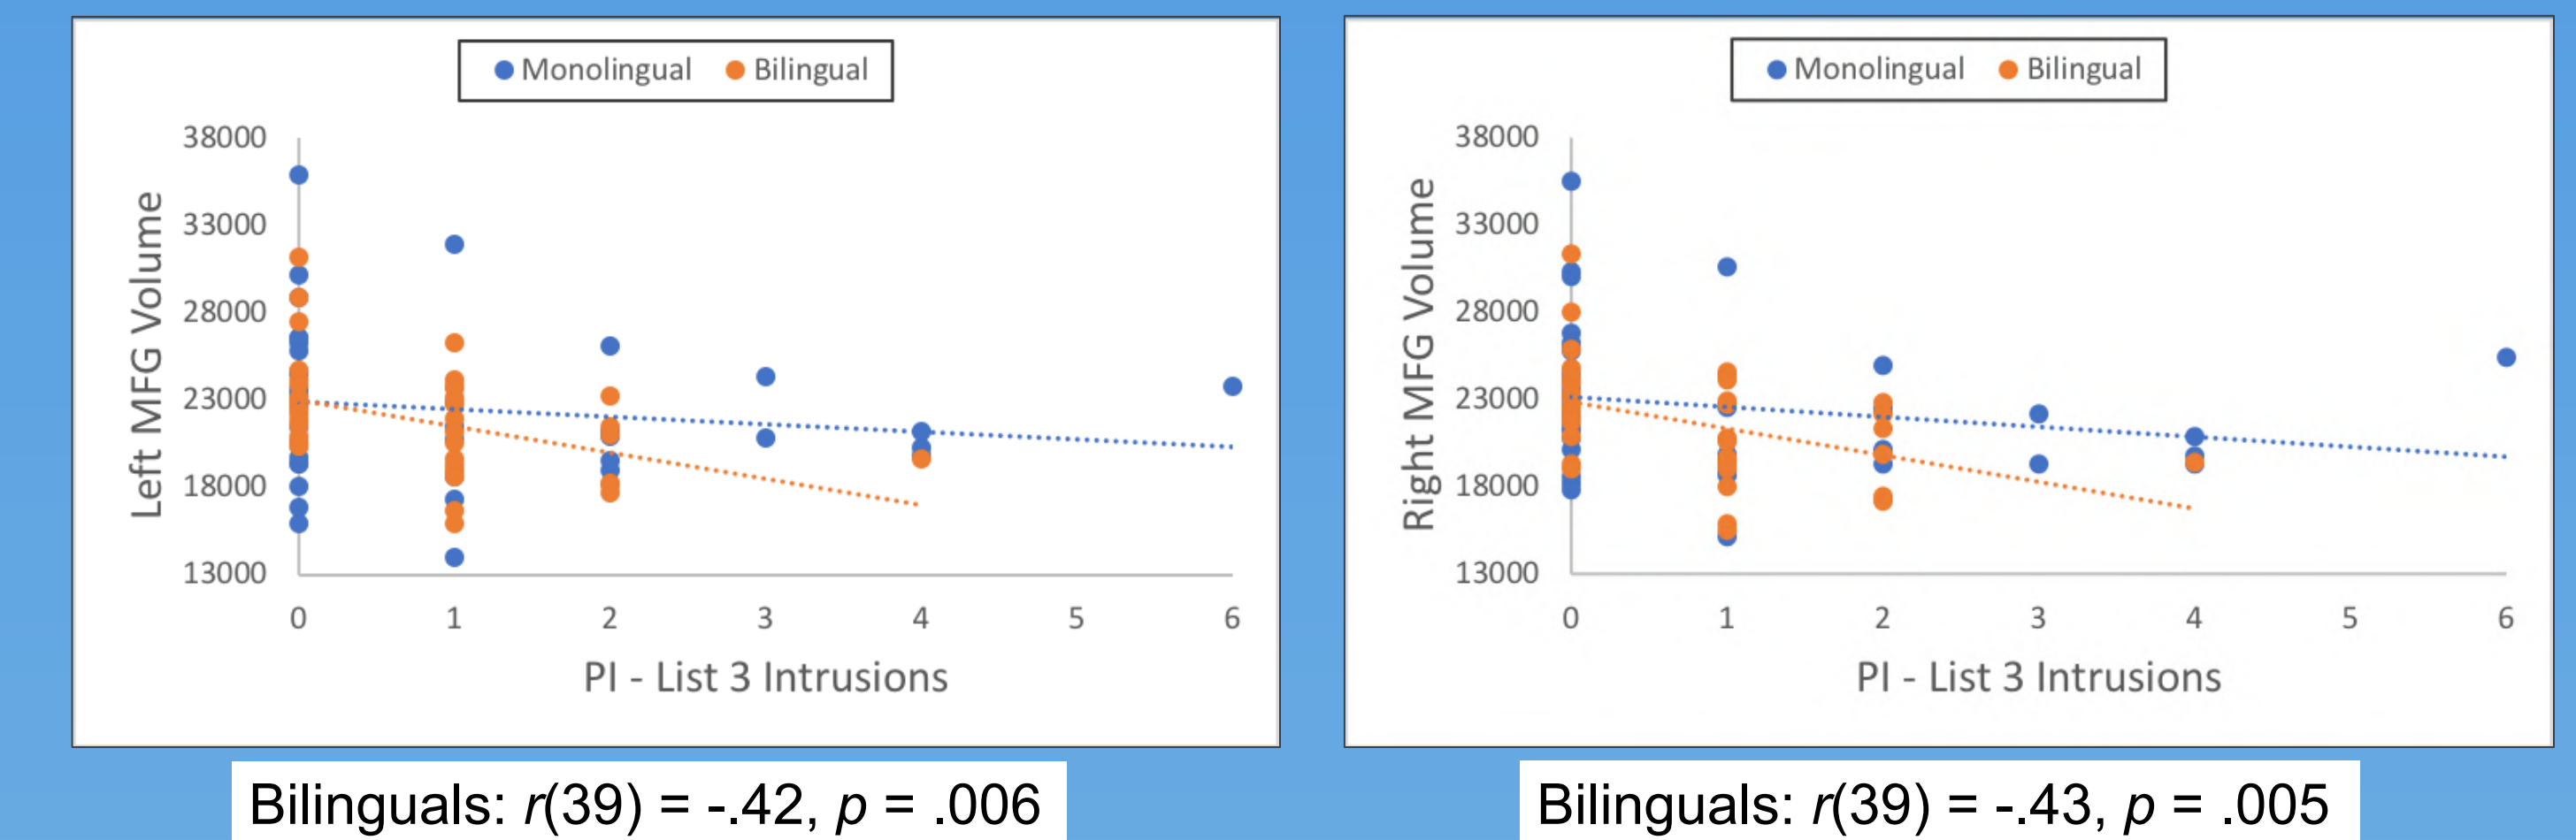 Monolingual Bilingual
Left MFG Volume
38000
33000
28000
23000
18000
13000
0 1 2 3 4 5 6
PI - List 3 Intrusions
Bilinguals: r(39) = -.42, p = .006
Monolingual Bilingual
Right MFG Volume
38000
33000
28000
23000
18000
13000
0 1 2 3 4 5 6
PI - List 3 Intrusions
Bilinguals: r(39) = -.43, p = .005